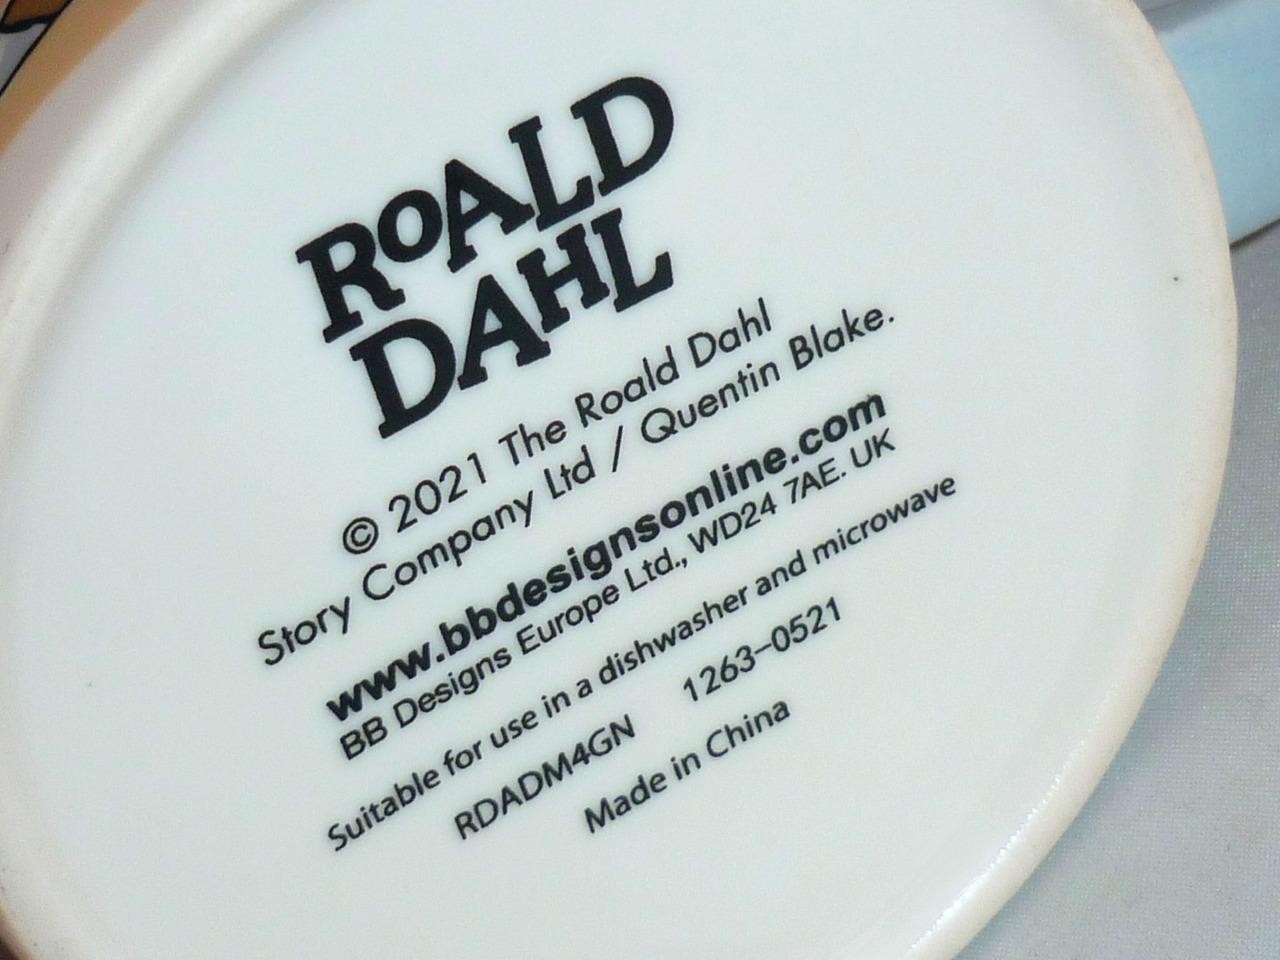 ROALD
DAHL
© 2021 The Roald Dahl
Story Company Ltd / Quentin Blake.
www.bbdesignsonline.com
BB Designs Europe Ltd., WD24 7AE. UK
Suitable for use in a dishwasher and microwave
RDADM4GN 1263-0521
Made in China